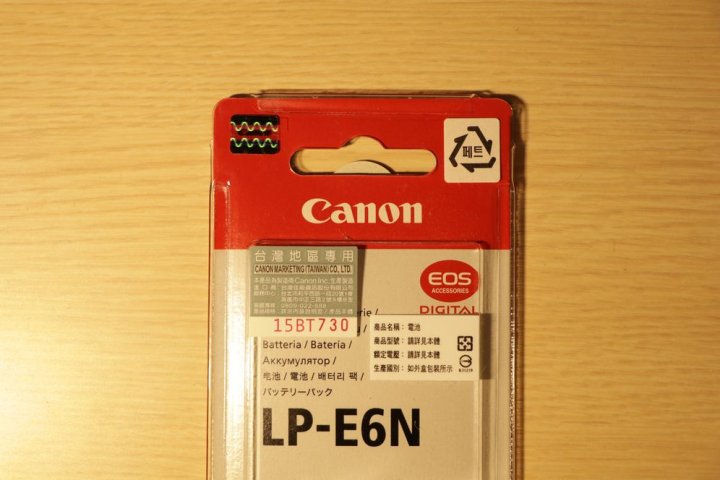 페트
Canon
台灣地區專用
CANON MARKETING (TAIWAN) CO., LTD.
EOS
ACCESSORIES
DIGITAL
15BT730
商品名稱：電池
商品型號：請詳見本體
額定電壓：請詳見本體
生產國別：如外盒包裝所示
Batteria / Bateria /
Аккумулятор /
电池 / 電池 / 배터리 팩 /
バッテリーパック
LP-E6N